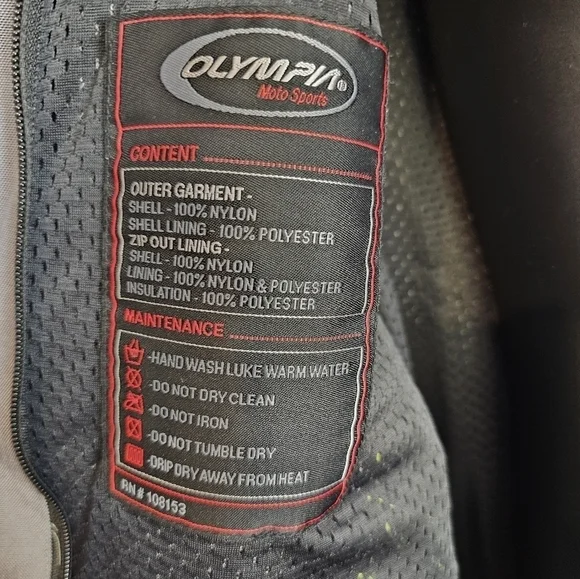 OLYMPIA®
Moto Sports
CONTENT
OUTER GARMENT -
SHELL - 100% NYLON
SHELL LINING - 100% POLYESTER
ZIP OUT LINING -
SHELL - 100% NYLON
LINING - 100% NYLON & POLYESTER
INSULATION - 100% POLYESTER
MAINTENANCE
-HAND WASH LUKE WARM WATER
-DO NOT DRY CLEAN
-DO NOT IRON
-DO NOT TUMBLE DRY
-DRIP DRY AWAY FROM HEAT
RN # 108153